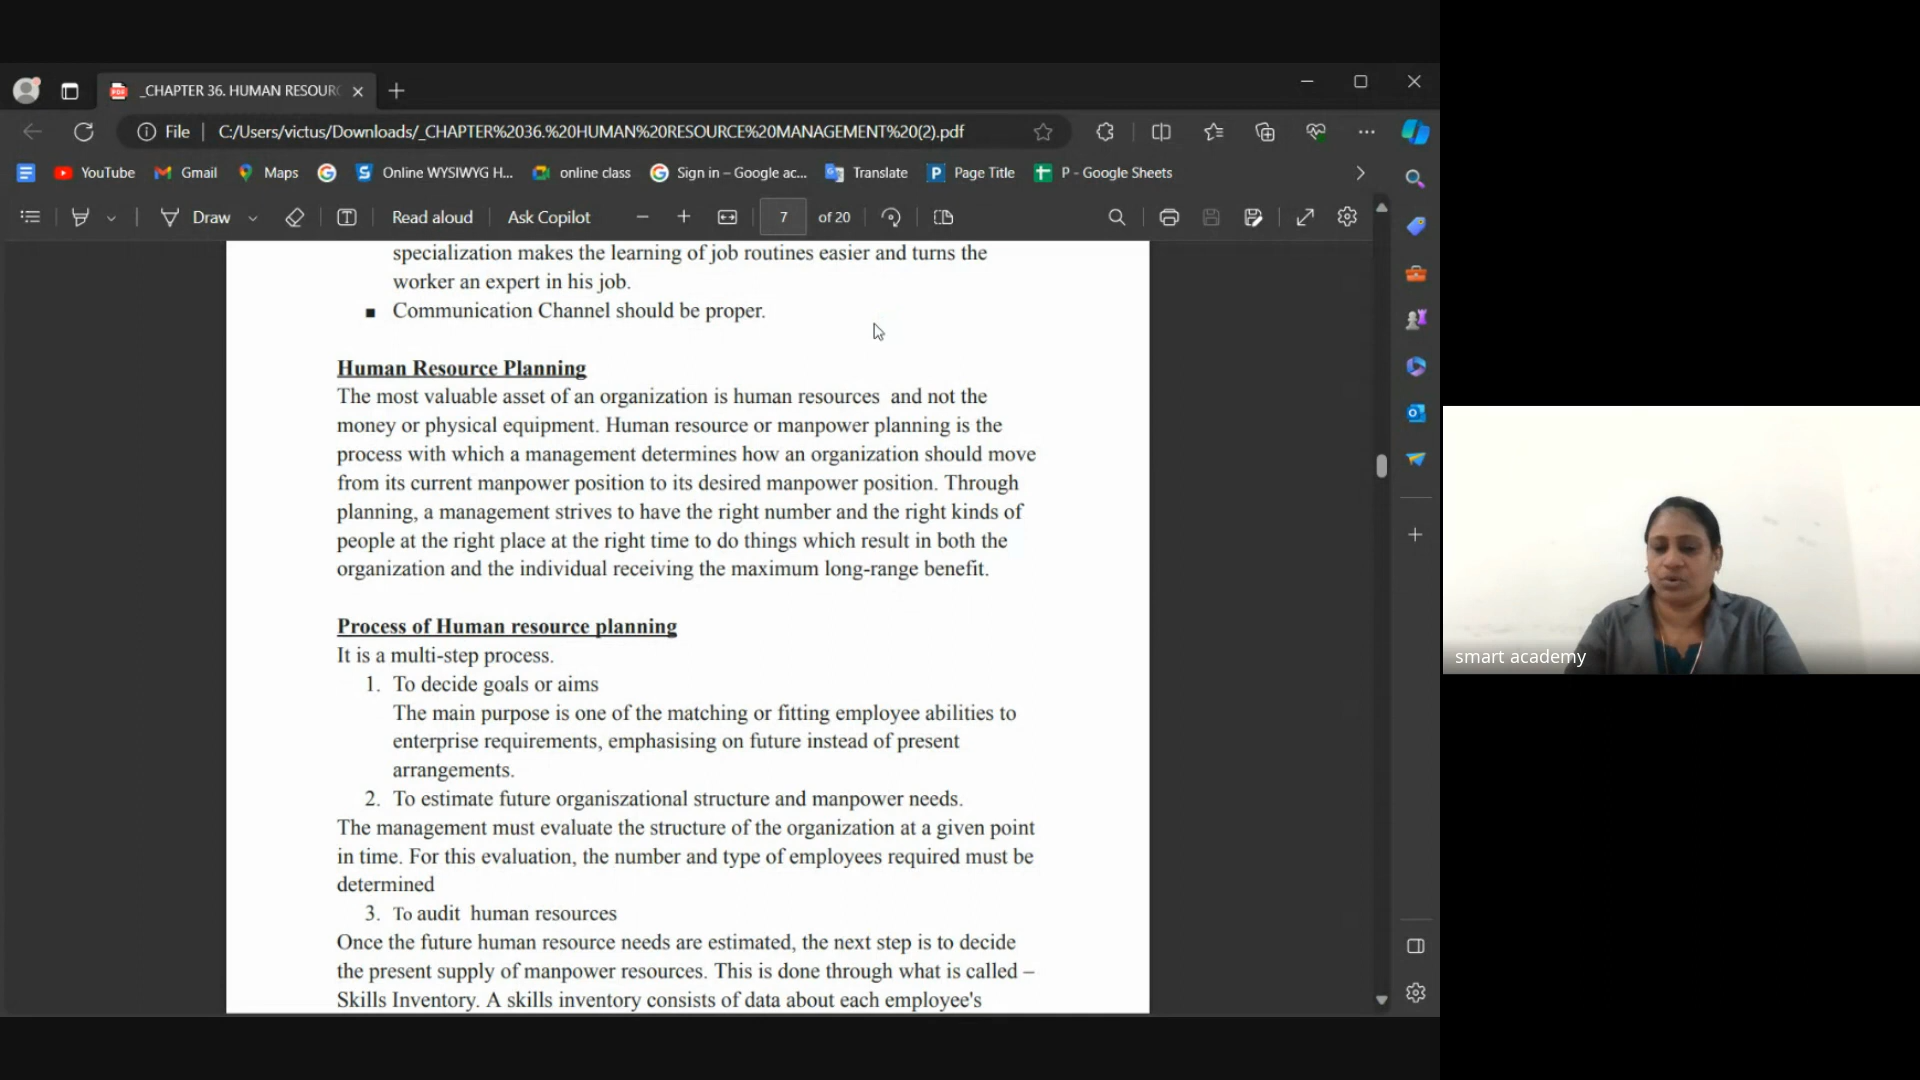 _CHAPTER 36. HUMAN RESOUR
File
C:/Users/victus/Downloads/_CHAPTER%2036.%20HUMAN%20RESOURCE%20MANAGEMENT%20(2).pdf
YouTube
Gmail
Maps
Online WYSIWYG H...
online class
Sign in – Google ac...
Translate
Page Title
P - Google Sheets
Draw
Read aloud
Ask Copilot
7 of 20
specialization makes the learning of job routines easier and turns the
worker an expert in his job.
■ Communication Channel should be proper.
Human Resource Planning
The most valuable asset of an organization is human resources and not the
money or physical equipment. Human resource or manpower planning is the
process with which a management determines how an organization should move
from its current manpower position to its desired manpower position. Through
planning, a management strives to have the right number and the right kinds of
people at the right place at the right time to do things which result in both the
organization and the individual receiving the maximum long-range benefit.
Process of Human resource planning
It is a multi-step process.
1. To decide goals or aims
The main purpose is one of the matching or fitting employee abilities to
enterprise requirements, emphasising on future instead of present
arrangements.
2. To estimate future organiszational structure and manpower needs.
The management must evaluate the structure of the organization at a given point
in time. For this evaluation, the number and type of employees required must be
determined
3. To audit human resources
Once the future human resource needs are estimated, the next step is to decide
the present supply of manpower resources. This is done through what is called –
Skills Inventory. A skills inventory consists of data about each employee's
smart academy